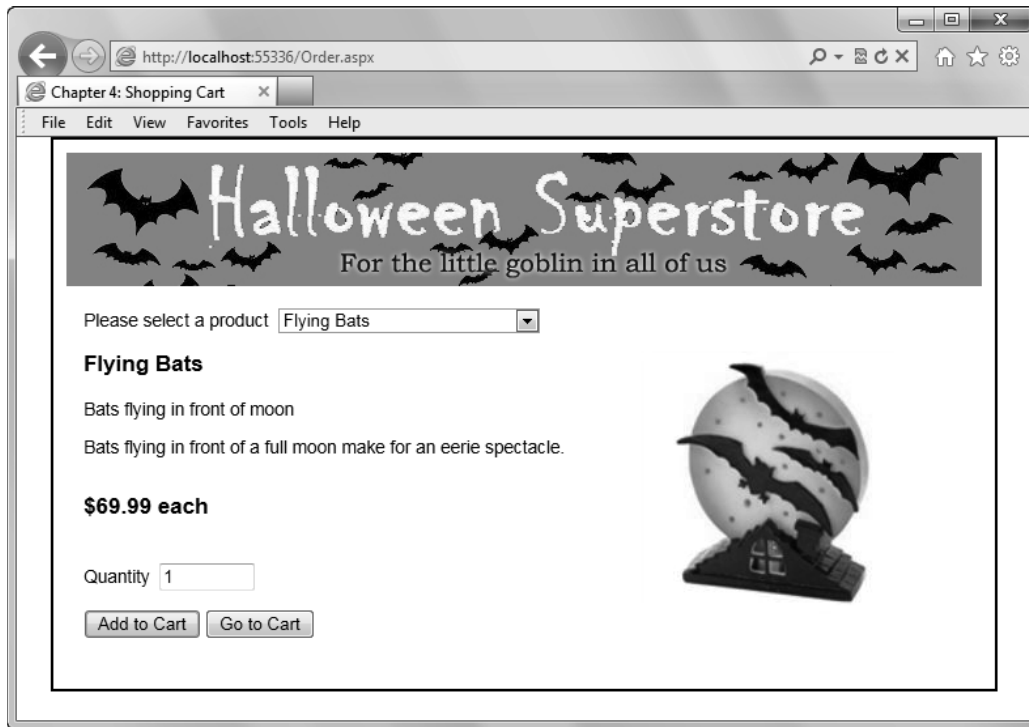 http://localhost:55336/Order.aspx
Chapter 4: Shopping Cart
File Edit View Favorites Tools Help
Halloween Superstore
For the little goblin in all of us
Please select a product Flying Bats
Flying Bats
Bats flying in front of moon
Bats flying in front of a full moon make for an eerie spectacle.
$69.99 each
Quantity 1
Add to Cart Go to Cart